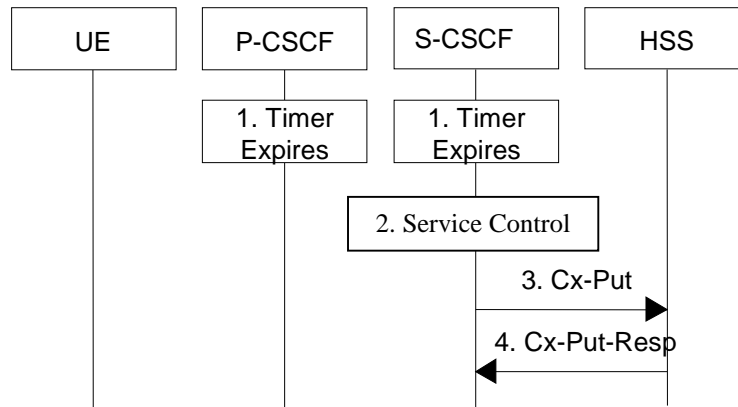 UE
P-CSCF
S-CSCF
HSS
1. Timer
Expires
1. Timer
Expires
2. Service Control
3. Cx-Put
4. Cx-Put-Resp